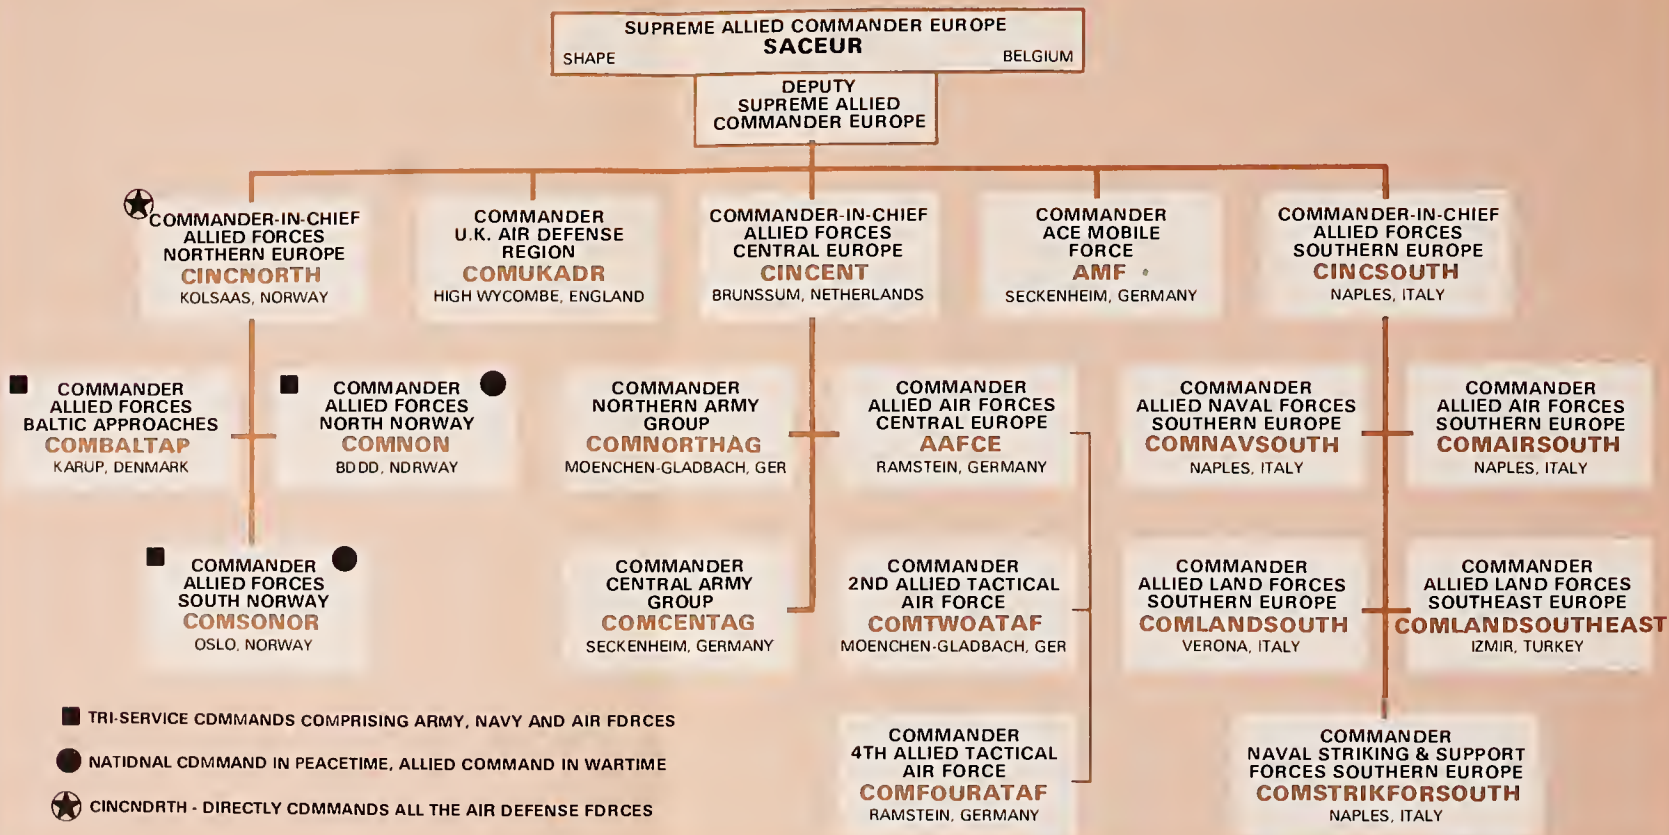 SUPREME ALLIED COMMANDER EUROPE
SACEUR
SHAPE
BELGIUM
DEPUTY
SUPREME ALLIED
COMMANDER EUROPE
COMMANDER-IN-CHIEF
ALLIED FORCES
NORTHERN EUROPE
CINCNORTH
KOLSAAS, NORWAY
COMMANDER
U.K. AIR DEFENSE
REGION
COMUKADR
HIGH WYCOMBE, ENGLAND
COMMANDER-IN-CHIEF
ALLIED FORCES
CENTRAL EUROPE
CINCENT
BRUNSSUM, NETHERLANDS
COMMANDER
ACE MOBILE
FORCE
AMF
SECKENHEIM, GERMANY
COMMANDER-IN-CHIEF
ALLIED FORCES
SOUTHERN EUROPE
CINCSOUTH
NAPLES, ITALY
COMMANDER
ALLIED FORCES
BALTIC APPROACHES
COMBALTAP
KARUP, DENMARK
COMMANDER
ALLIED FORCES
NORTH NORWAY
COMNON
BDDD, NDRWAY
COMMANDER
NORTHERN ARMY
GROUP
COMNORTHAG
MOENCHEN-GLADBACH, GER
COMMANDER
ALLIED AIR FORCES
CENTRAL EUROPE
AAFCE
RAMSTEIN, GERMANY
COMMANDER
ALLIED NAVAL FORCES
SOUTHERN EUROPE
COMNAVSOUTH
NAPLES, ITALY
COMMANDER
ALLIED AIR FORCES
SOUTHERN EUROPE
COMAIRSOUTH
NAPLES, ITALY
COMMANDER
ALLIED FORCES
SOUTH NORWAY
COMSONOR
OSLO, NORWAY
COMMANDER
CENTRAL ARMY
GROUP
COMCENTAG
SECKENHEIM, GERMANY
COMMANDER
2ND ALLIED TACTICAL
AIR FORCE
COMTWOATAF
MOENCHEN-GLADBACH, GER
COMMANDER
ALLIED LAND FORCES
SOUTHERN EUROPE
COMLANDSOUTH
VERONA, ITALY
COMMANDER
ALLIED LAND FORCES
SOUTHEAST EUROPE
COMLANDSOUTHEAST
IZMIR, TURKEY
COMMANDER
4TH ALLIED TACTICAL
AIR FORCE
COMFOURATAF
RAMSTEIN, GERMANY
COMMANDER
NAVAL STRIKING & SUPPORT
FORCES SOUTHERN EUROPE
COMSTRIKFORSOUTH
NAPLES, ITALY
TRI-SERVICE COMMANDS COMPRISING ARMY, NAVY AND AIR FDRCES
NATIONAL COMMAND IN PEACETIME, ALLIED COMMAND IN WARTIME
CINCNDRTH - DIRECTLY COMMANDS ALL THE AIR DEFENSE FDRCES